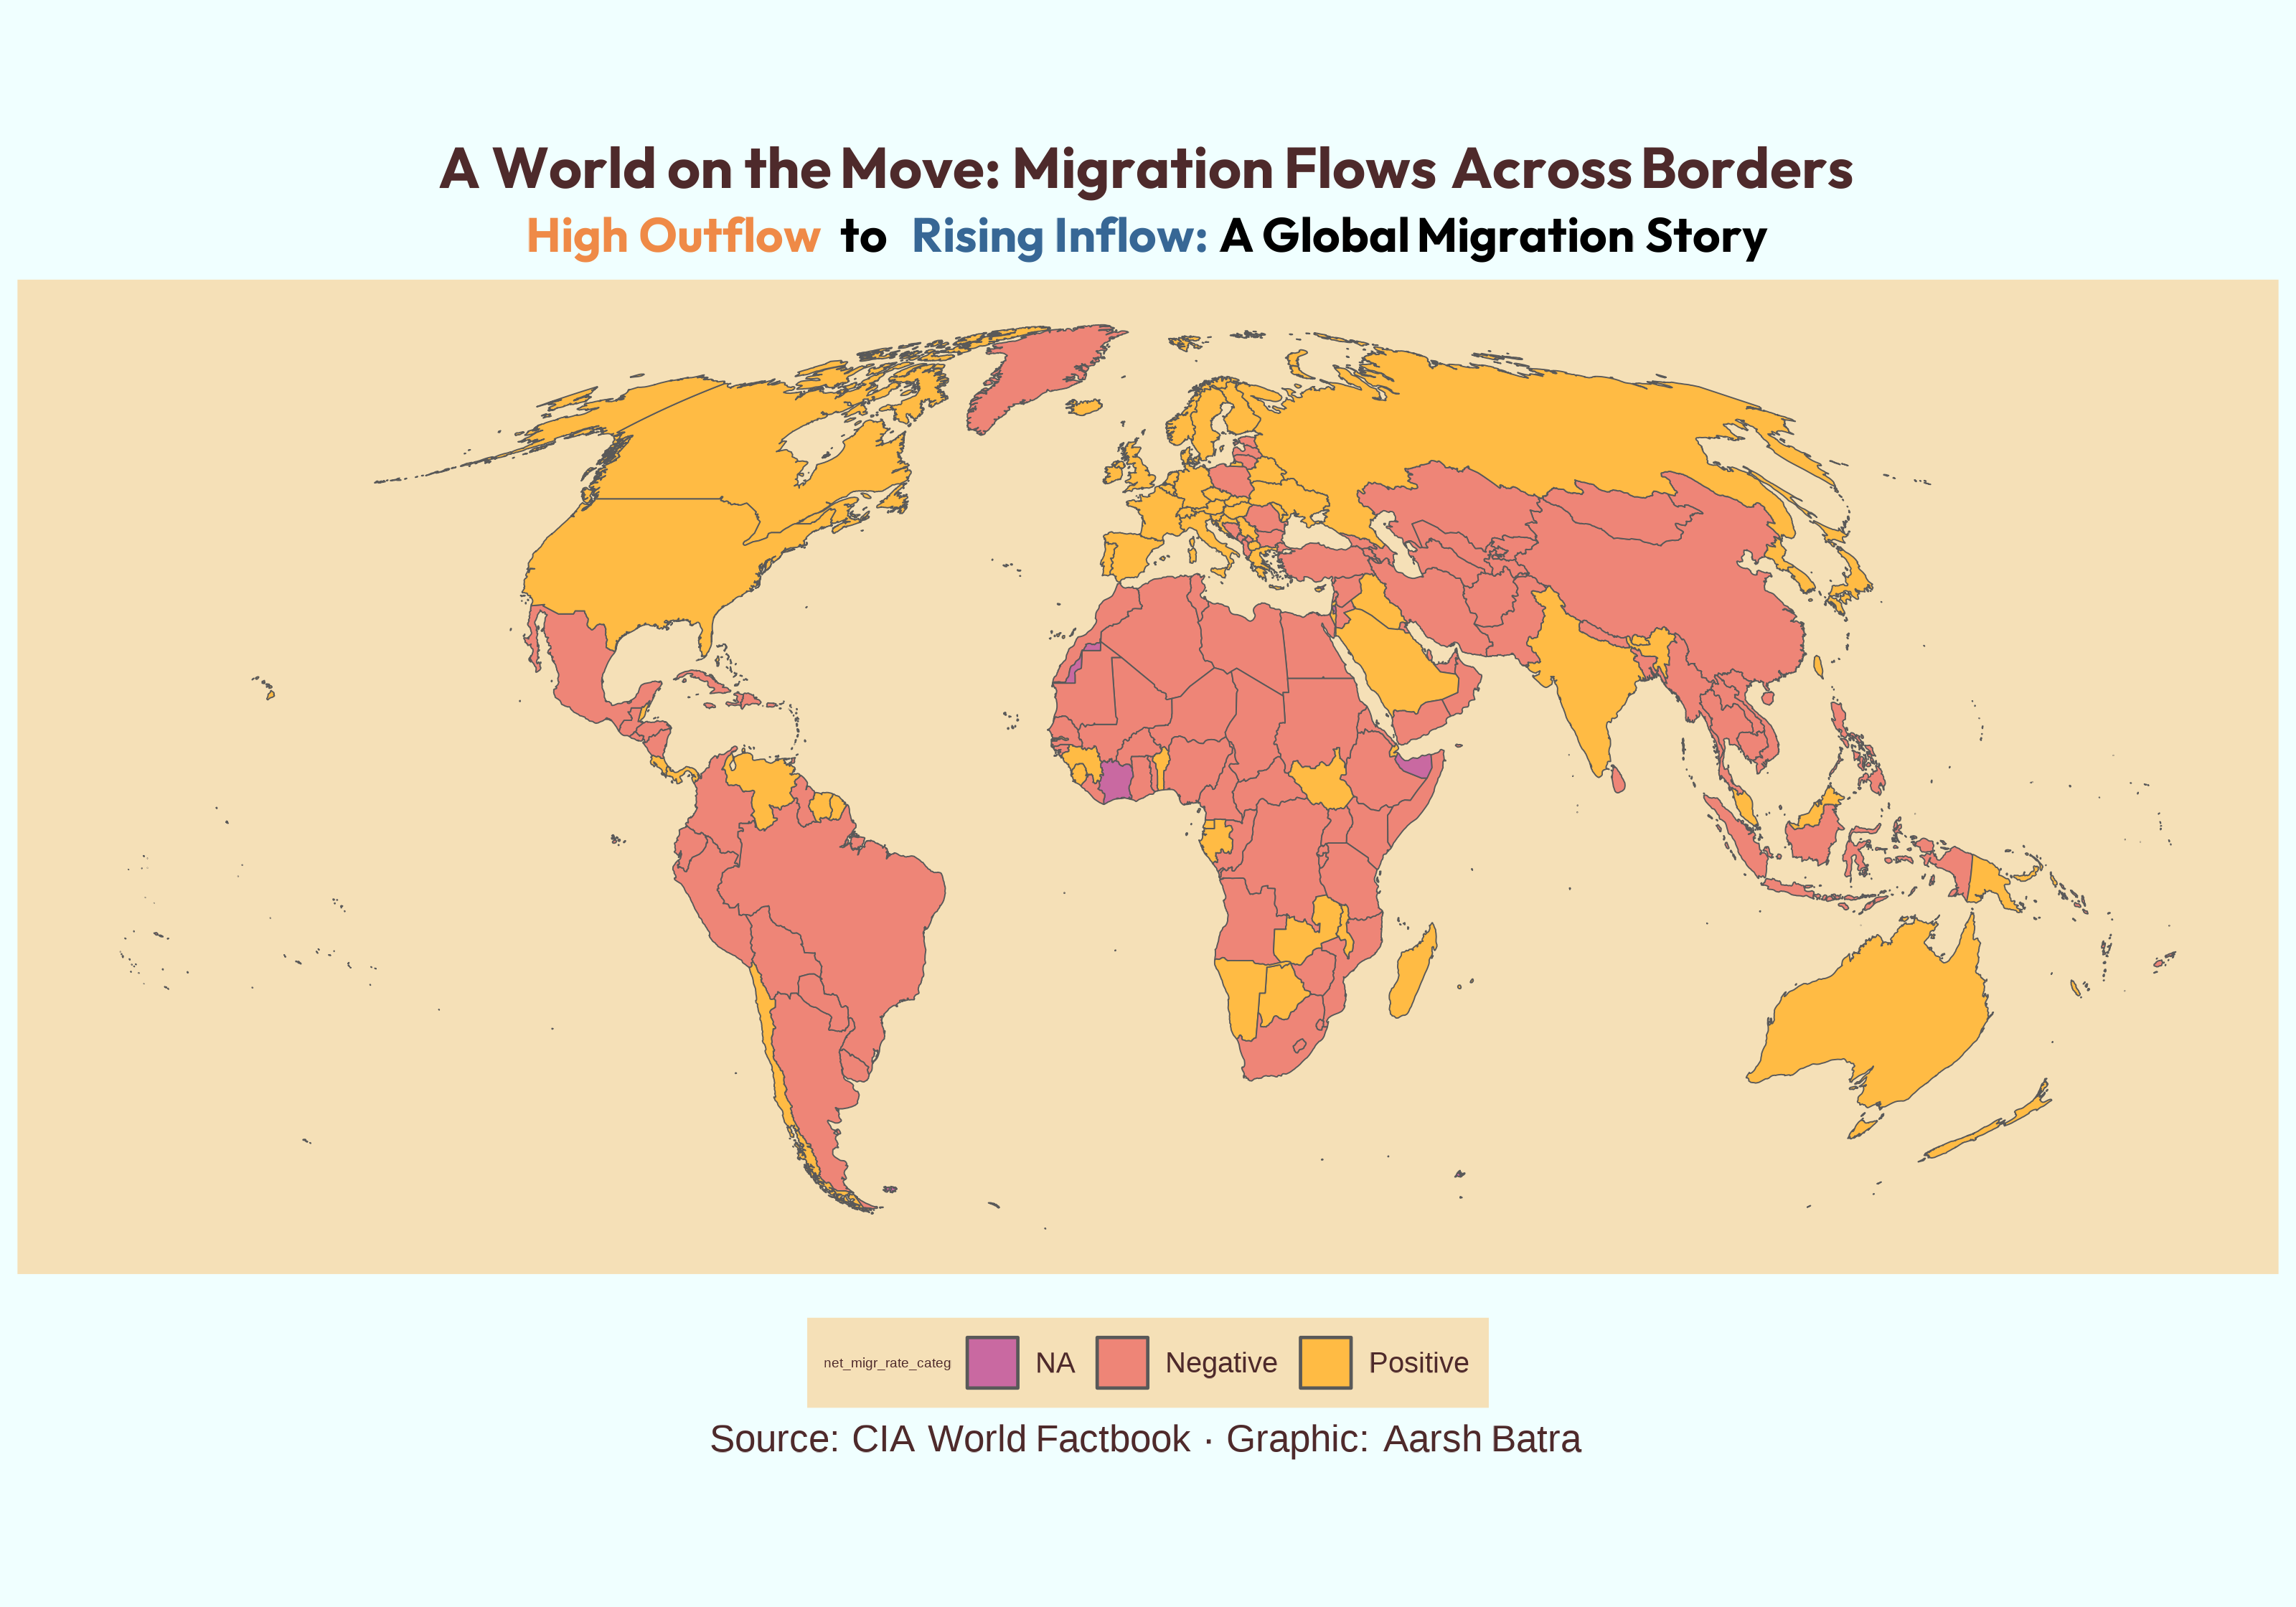 A World on the Move: Migration Flows Across Borders
High Outflow to Rising Inflow: A Global Migration Story
net_migr_rate_categ NA Negative Positive
Source: CIA World Factbook · Graphic: Aarsh Batra